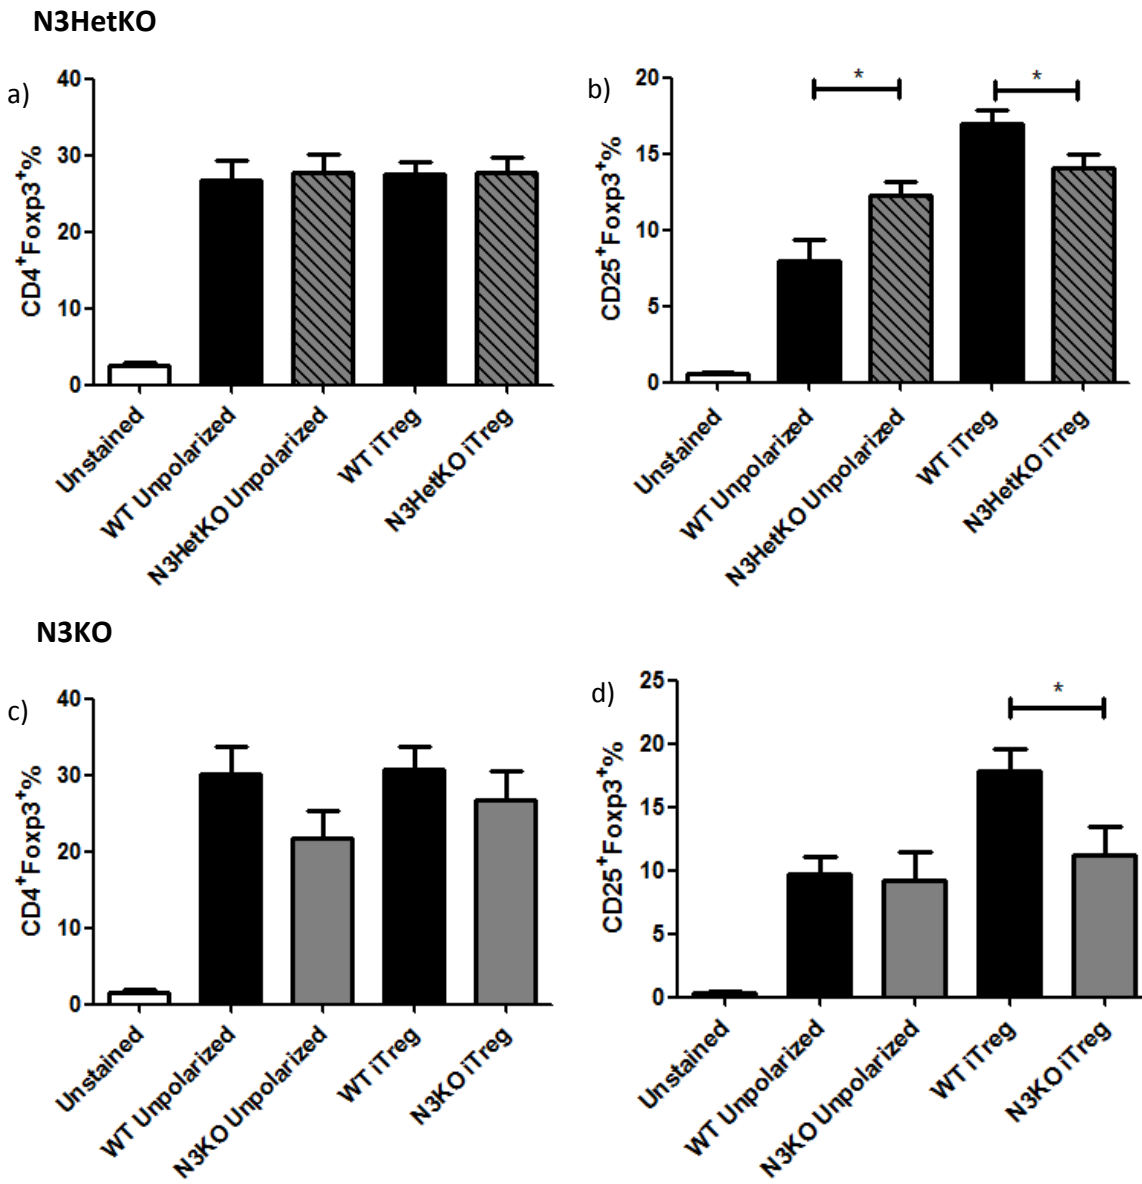 N3HetKO
a)
CD4+Foxp3+%
40
30
20
10
0
Unstained
WT Unpolarized
N3HetKO Unpolarized
WT iTreg
N3HetKO iTreg
b)
CD25+Foxp3+%
20
15
10
5
0
*
*
Unstained
WT Unpolarized
N3HetKO Unpolarized
WT iTreg
N3HetKO iTreg
N3KO
c)
CD4+Foxp3+%
40
30
20
10
0
Unstained
WT Unpolarized
N3KO Unpolarized
WT iTreg
N3KO iTreg
d)
CD25+Foxp3+%
25
20
15
10
5
0
*
Unstained
WT Unpolarized
N3KO Unpolarized
WT iTreg
N3KO iTreg